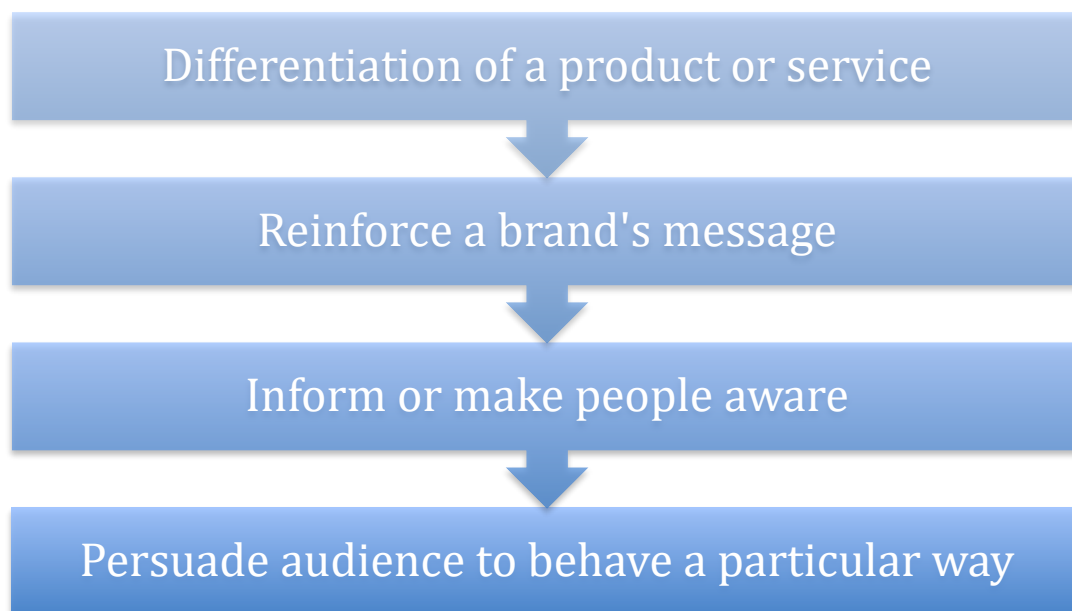 Differentiation of a product or service
Reinforce a brand's message
Inform or make people aware
Persuade audience to behave a particular way